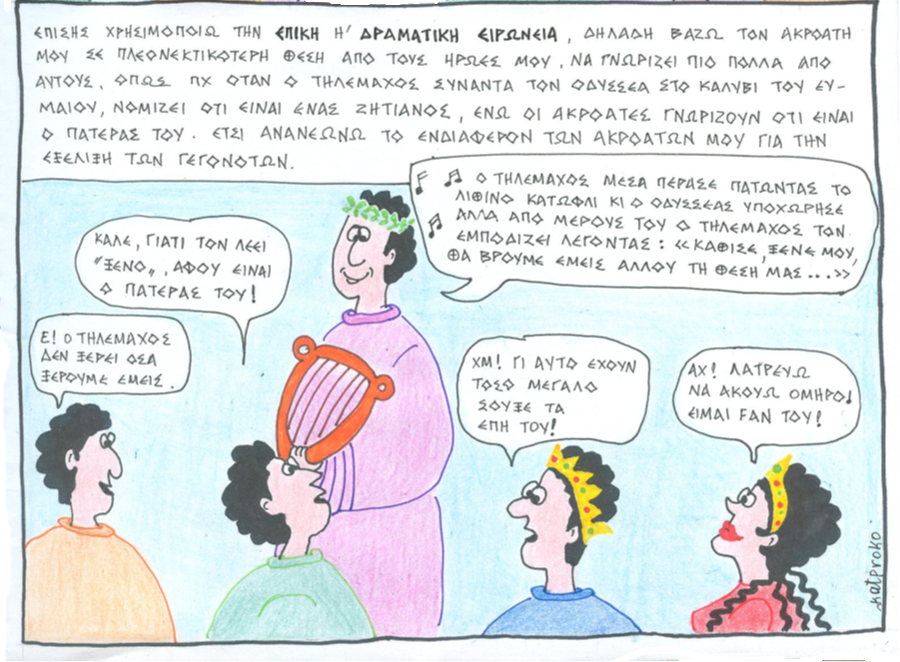 ΕΠΙΣΗΣ ΧΡΗΣΙΜΟΠΟΙΩ ΤΗΝ ΕΠΙΚΗ Η' ΔΡΑΜΑΤΙΚΗ ΕΙΡΩΝΕΙΑ, ΔΗΛΑΔΗ ΒΑΖΩ ΤΟΝ ΑΚΡΟΑΤΗ
ΜΟΥ ΣΕ ΠΛΕΟΝΕΚΤΙΚΟΤΕΡΗ ΘΕΣΗ ΑΠΟ ΤΟΥΣ ΗΡΩΕΣ ΜΟΥ, ΝΑ ΓΝΩΡΙΖΕΙ ΠΙΟ ΠΟΛΛΑ ΑΠΟ
ΑΥΤΟΥΣ, ΟΠΩΣ ΠΧ ΟΤΑΝ Ο ΤΗΛΕΜΑΧΟΣ ΣΥΝΑΝΤΑ ΤΟΝ ΟΔΥΣΣΕΑ ΣΤΟ ΚΑΛΥΒΙ ΤΟΥ ΕΥ-
ΜΑΙΟΥ, ΝΟΜΙΖΕΙ ΟΤΙ ΕΙΝΑΙ ΕΝΑΣ ΖΗΤΙΑΝΟΣ, ΕΝΩ ΟΙ ΑΚΡΟΑΤΕΣ ΓΝΩΡΙΖΟΥΝ ΟΤΙ ΕΙΝΑΙ
Ο ΠΑΤΕΡΑΣ ΤΟΥ. ΕΤΣΙ ΑΝΑΝΕΩΝΩ ΤΟ ΕΝΔΙΑΦΕΡΟΝ ΤΩΝ ΑΚΡΟΑΤΩΝ ΜΟΥ ΓΙΑ ΤΗΝ
ΕΞΕΛΙΞΗ ΤΩΝ ΓΕΓΟΝΟΤΩΝ.
Ο ΤΗΛΕΜΑΧΟΣ ΜΕΣΑ ΠΕΡΑΣΕ ΠΑΤΩΝΤΑΣ ΤΟ
ΛΙΘΙΝΟ ΚΑΤΩΦΛΙ ΚΙ Ο ΟΔΥΣΣΕΑΣ ΥΠΟΧΩΡΗΣΕ
ΑΛΛΑ ΑΠΟ ΜΕΡΟΥΣ ΤΟΥ Ο ΤΗΛΕΜΑΧΟΣ ΤΟΝ
ΕΜΠΟΔΙΖΕΙ ΛΕΓΟΝΤΑΣ: «ΚΑΘΙΣΕ, ΞΕΝΕ ΜΟΥ,
ΘΑ ΒΡΟΥΜΕ ΕΜΕΙΣ ΑΛΛΟΥ ΤΗ ΘΕΣΗ ΜΑΣ...»
ΚΑΛΕ, ΓΙΑΤΙ ΤΟΝ ΛΕΕΙ
"ΞΕΝΟ", ΑΦΟΥ ΕΙΝΑΙ
Ο ΠΑΤΕΡΑΣ ΤΟΥ!
Ε! Ο ΤΗΛΕΜΑΧΟΣ
ΔΕΝ ΞΕΡΕΙ ΟΣΑ
ΞΕΡΟΥΜΕ ΕΜΕΙΣ.
ΧΜ! ΓΙ ΑΥΤΟ ΕΧΟΥΝ
ΤΟΣΟ ΜΕΓΑΛΟ
ΣΟΥΞΕ ΤΑ
ΕΠΗ ΤΟΥ!
ΑΧ! ΛΑΤΡΕΥΩ
ΝΑ ΑΚΟΥΩ ΟΜΗΡΟ!
ΕΙΜΑΙ FAN ΤΟΥ!
katproko